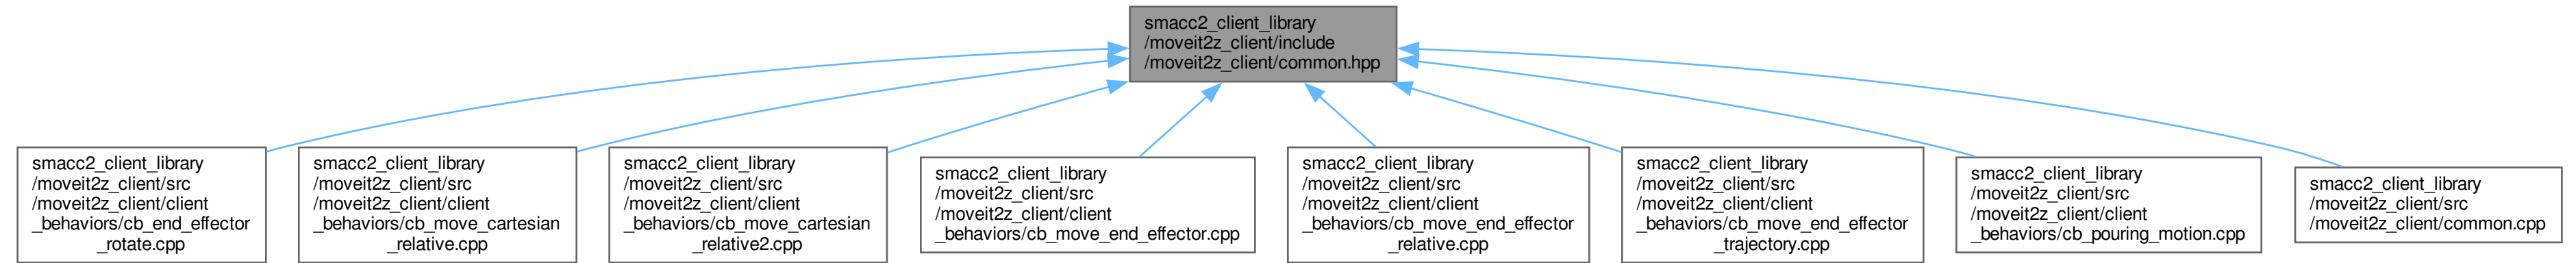 smacc2_client_library
/moveit2z_client/include
/moveit2z_client/common.hpp
smacc2_client_library
/moveit2z_client/src
/moveit2z_client/client
_behaviors/cb_end_effector
_rotate.cpp
smacc2_client_library
/moveit2z_client/src
/moveit2z_client/client
_behaviors/cb_move_cartesian
_relative.cpp
smacc2_client_library
/moveit2z_client/src
/moveit2z_client/client
_behaviors/cb_move_cartesian
_relative2.cpp
smacc2_client_library
/moveit2z_client/src
/moveit2z_client/client
_behaviors/cb_move_end_effector.cpp
smacc2_client_library
/moveit2z_client/src
/moveit2z_client/client
_behaviors/cb_move_end_effector
_relative.cpp
smacc2_client_library
/moveit2z_client/src
/moveit2z_client/client
_behaviors/cb_move_end_effector
_trajectory.cpp
smacc2_client_library
/moveit2z_client/src
/moveit2z_client/client
_behaviors/cb_pouring_motion.cpp
smacc2_client_library
/moveit2z_client/src
/moveit2z_client/common.cpp